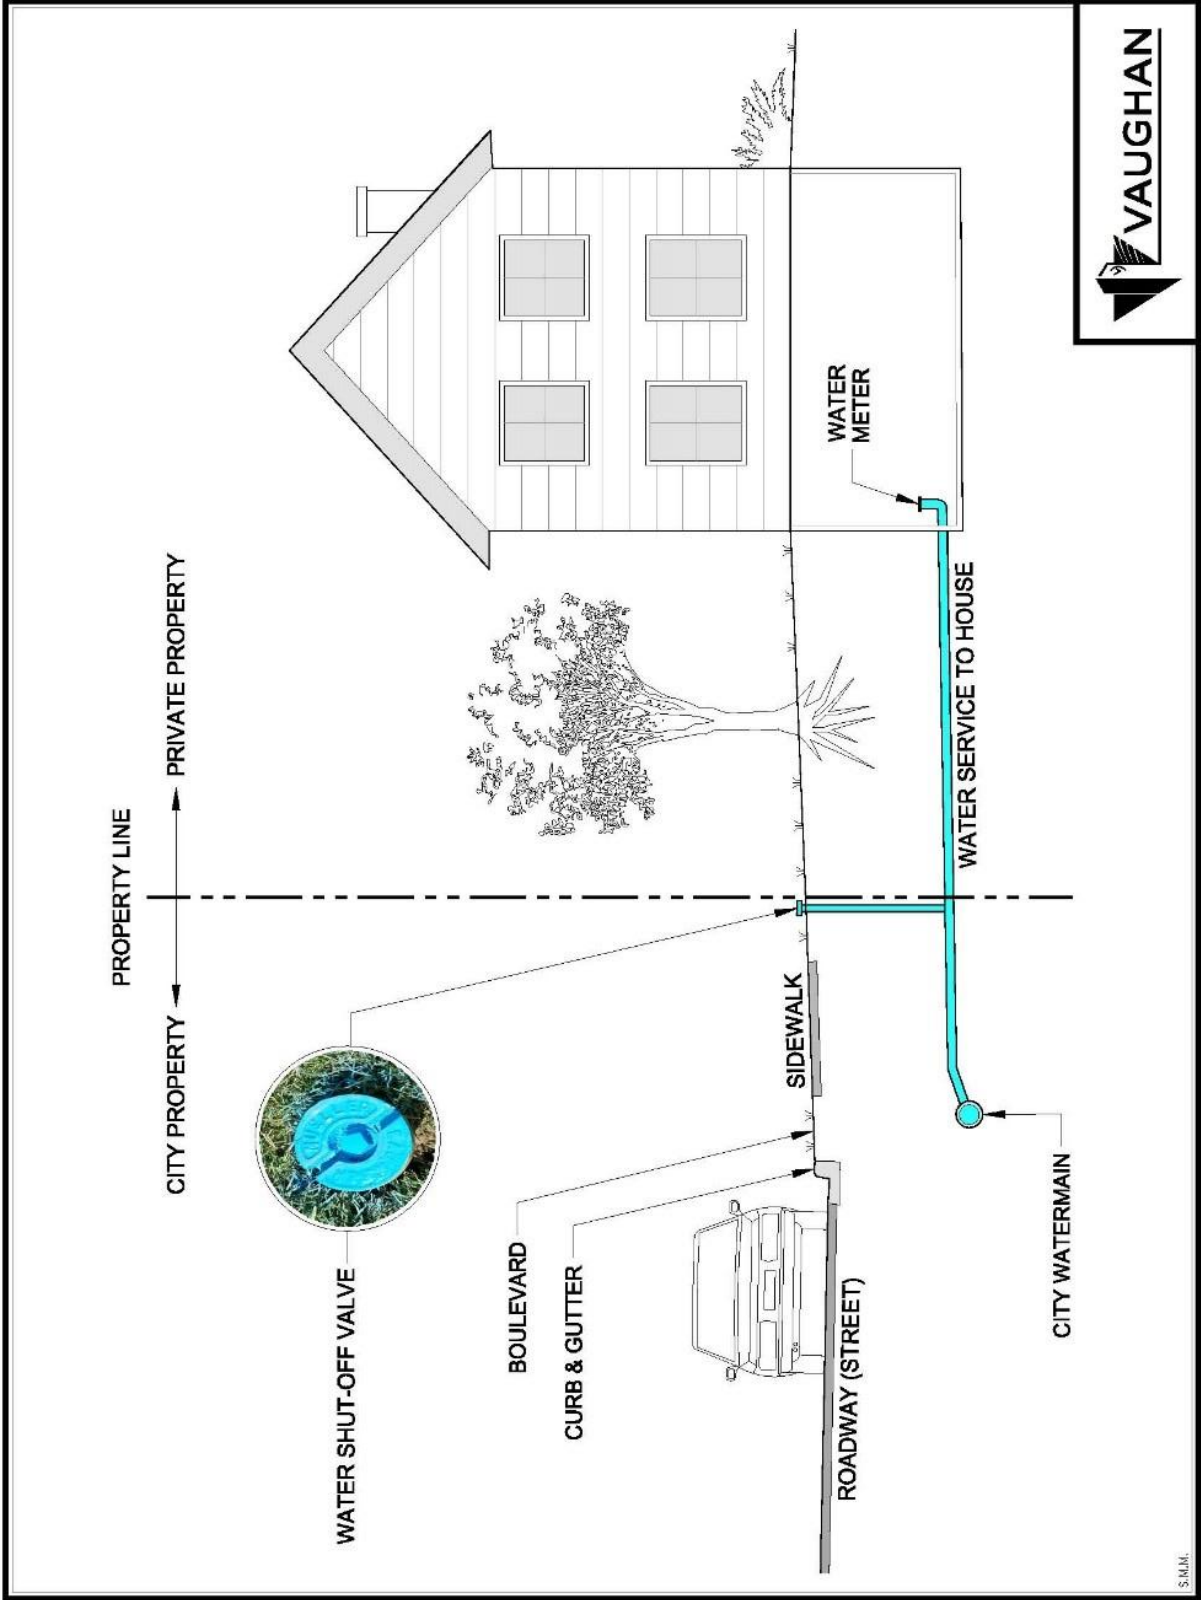 PROPERTY LINE
CITY PROPERTY
PRIVATE PROPERTY
WATER SHUT-OFF VALVE
BOULEVARD
CURB & GUTTER
SIDEWALK
ROADWAY (STREET)
WATER
METER
WATER SERVICE TO HOUSE
CITY WATERMAIN
VAUGHAN
S.M.M.